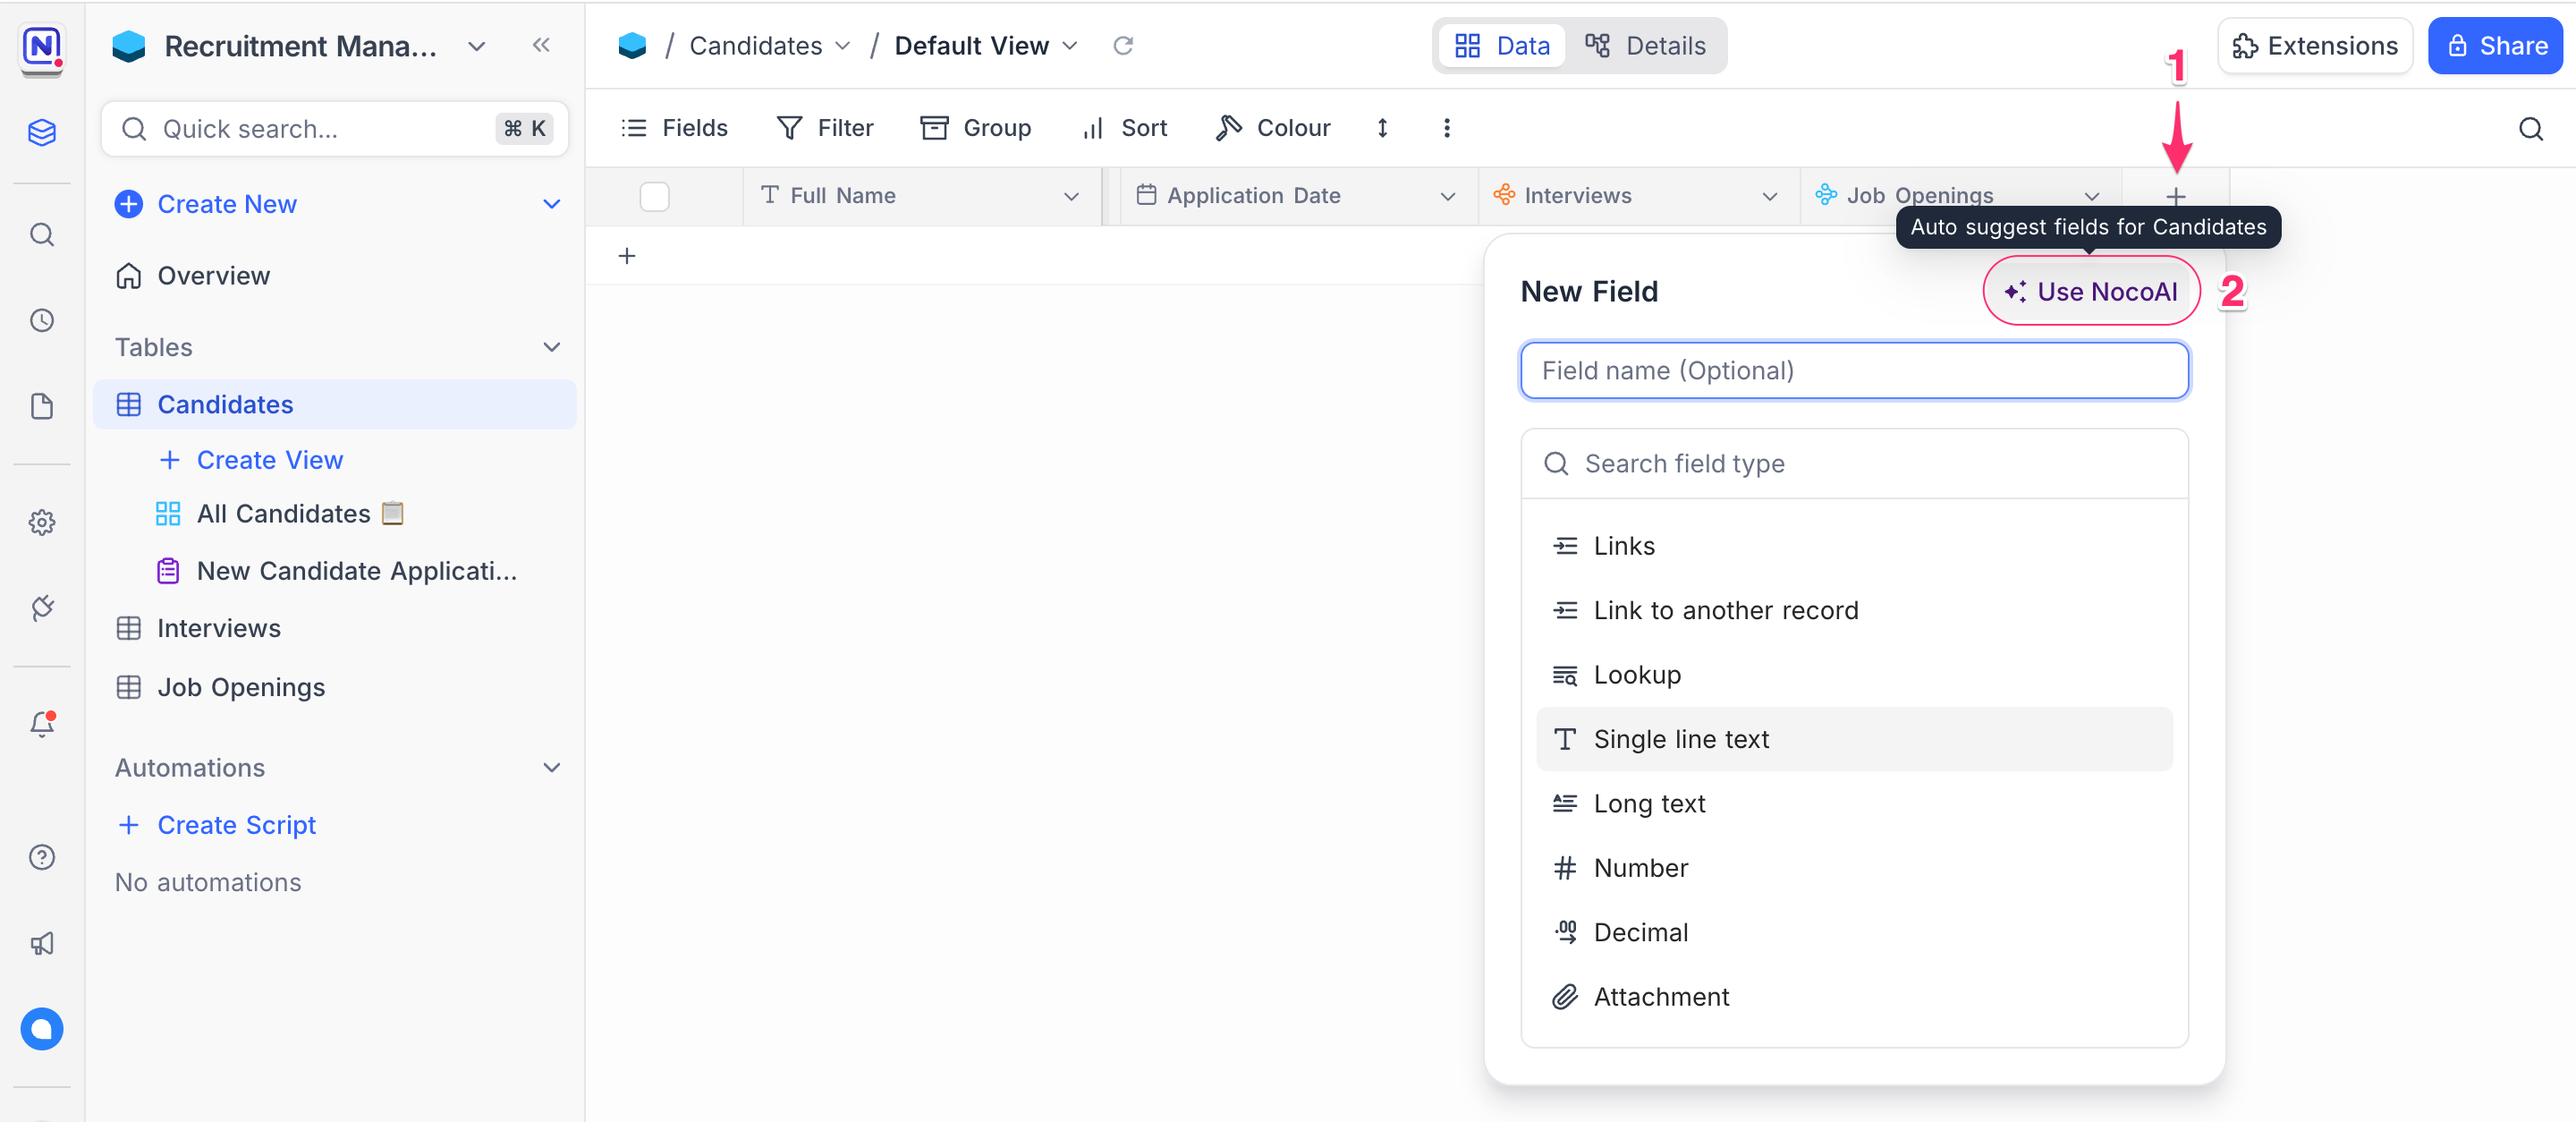 N
Recruitment Mana...
/ Candidates / Default View
Data
Details
Extensions
Share
1
Quick search...
⌘ K
Fields
Filter
Group
Sort
Colour
Create New
Full Name
Application Date
Interviews
Job Openings
Auto suggest fields for Candidates
Overview
New Field
Use NocoAI
2
Tables
Field name (Optional)
Candidates
Create View
Search field type
All Candidates
New Candidate Applicati...
Links
Interviews
Link to another record
Job Openings
Lookup
Single line text
Automations
Long text
Create Script
Number
No automations
Decimal
Attachment